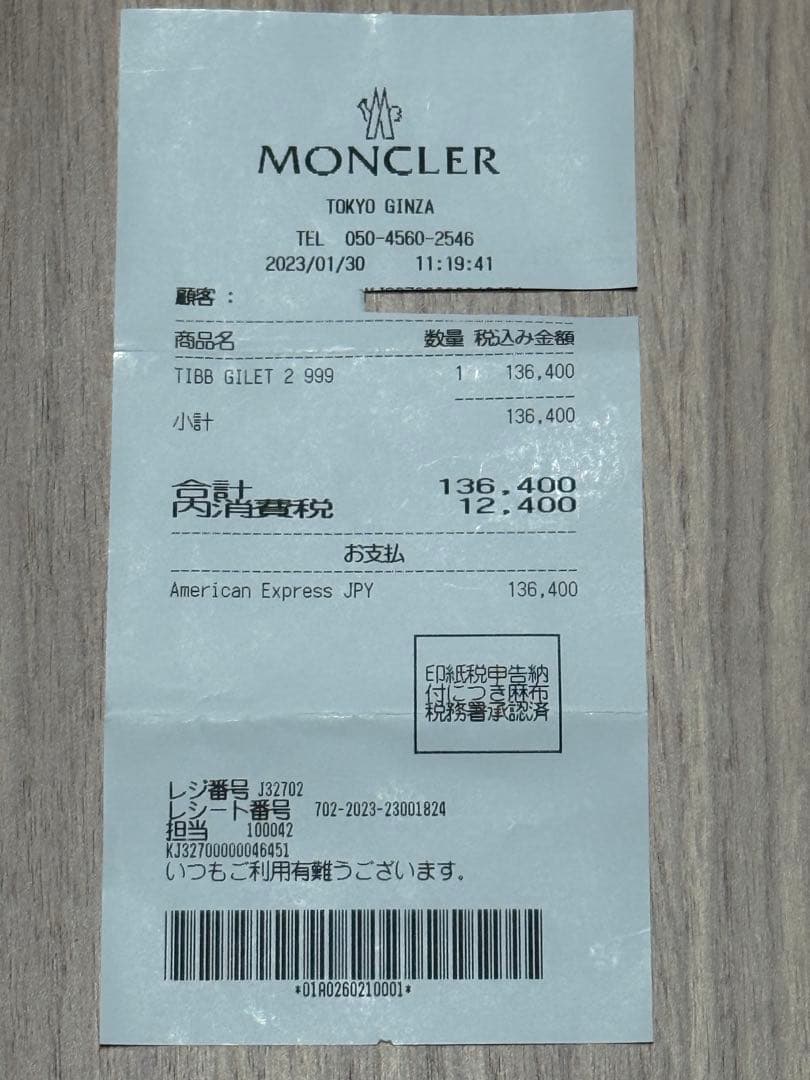 MONCLER
TOKYO GINZA
TEL 050-4560-2546
2023/01/30 11:19:41
顧客 :
商品名 数量 税込み金額
TIBB GILET 2 999 1 136,400
小計 136,400
合計 136,400
内消費税 12,400
お支払
American Express JPY 136,400
印紙税申告納
付につき麻布
税務署承認済
レジ番号 J32702
レシート番号 702-2023-23001824
担当 100042
KJ32700000046451
いつもご利用有難うございます。
*01A0260210001*